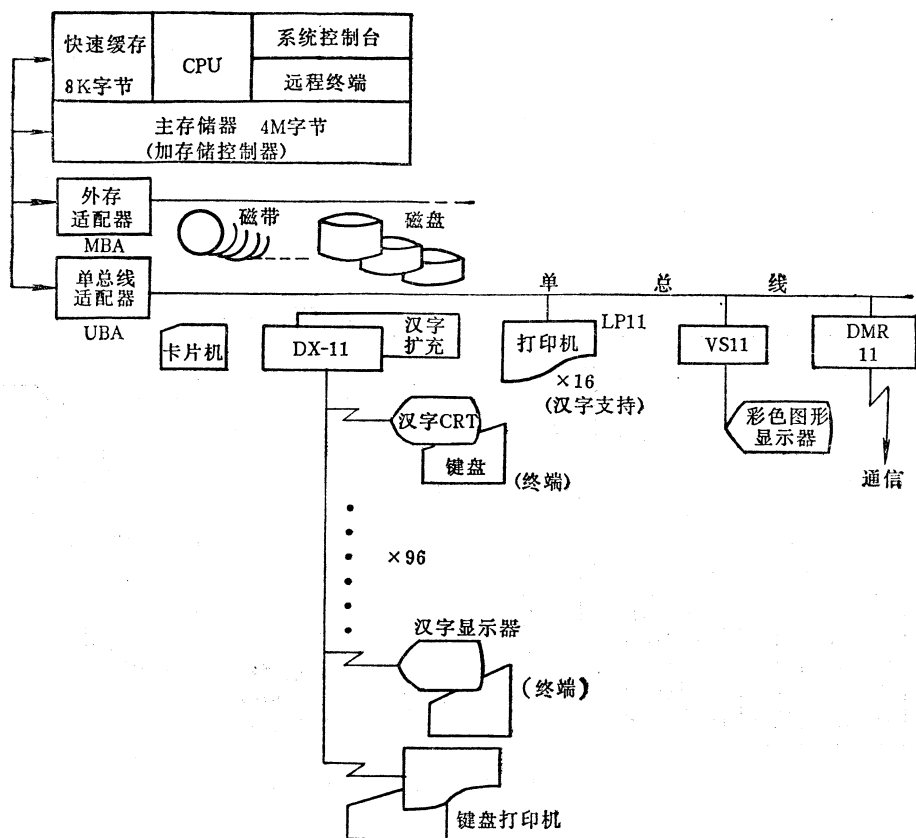 快速缓存
8K字节
CPU
系统控制台
远程终端
主存储器 4M字节
(加存储控制器)
外存
适配器
MBA
磁带
磁盘
单总线
适配器
UBA
单 总 线
卡片机
DX-11
汉字
扩充
打印机
LP11
×16
(汉字支持)
VS11
DMR
11
彩色图形
显示器
通信
汉字CRT
键盘
(终端)
×96
汉字显示器
(终端)
键盘打印机